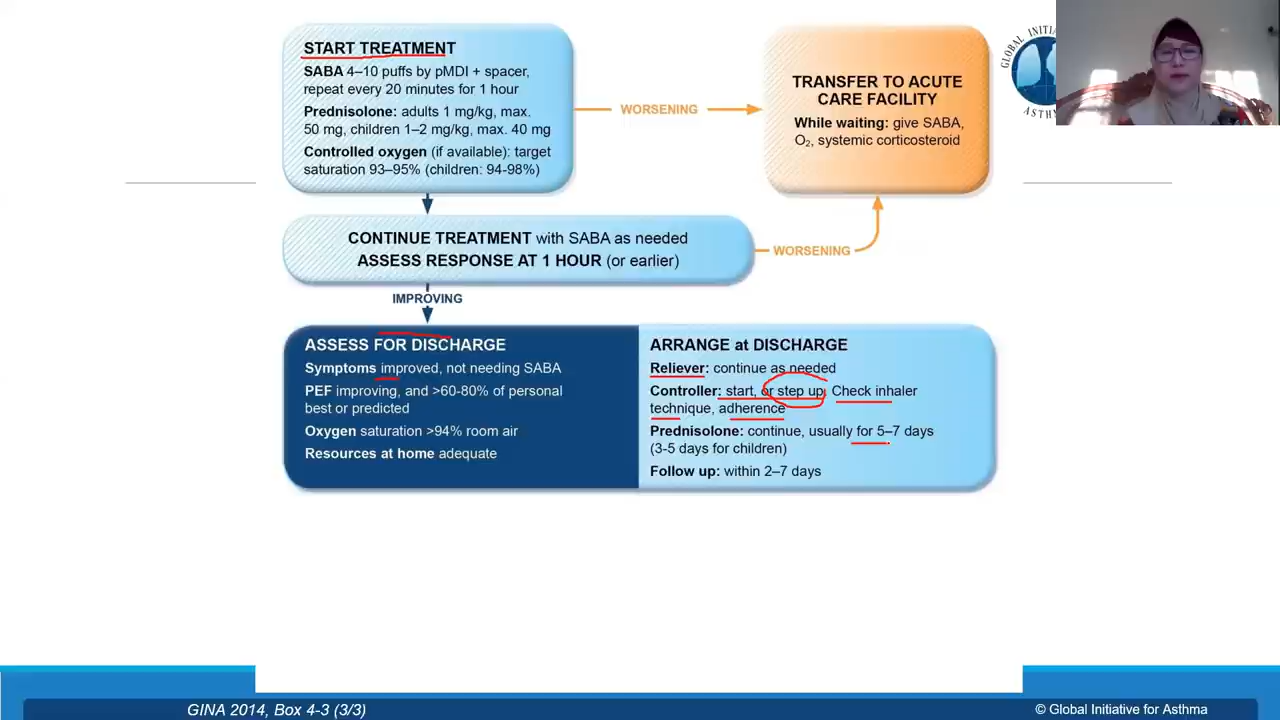 START TREATMENT
SABA 4–10 puffs by pMDI + spacer,
repeat every 20 minutes for 1 hour
Prednisolone: adults 1 mg/kg, max.
50 mg, children 1–2 mg/kg, max. 40 mg
Controlled oxygen (if available): target
saturation 93–95% (children: 94-98%)
WORSENING
TRANSFER TO ACUTE
CARE FACILITY
While waiting: give SABA,
O₂, systemic corticosteroid
GLOBAL INITIA
ASTHM
CONTINUE TREATMENT with SABA as needed
ASSESS RESPONSE AT 1 HOUR (or earlier)
WORSENING
IMPROVING
ASSESS FOR DISCHARGE
Symptoms improved, not needing SABA
PEF improving, and >60-80% of personal
best or predicted
Oxygen saturation >94% room air
Resources at home adequate
ARRANGE at DISCHARGE
Reliever: continue as needed
Controller: start, or step up. Check inhaler
technique, adherence
Prednisolone: continue, usually for 5–7 days
(3-5 days for children)
Follow up: within 2–7 days
GINA 2014, Box 4-3 (3/3)
© Global Initiative for Asthma